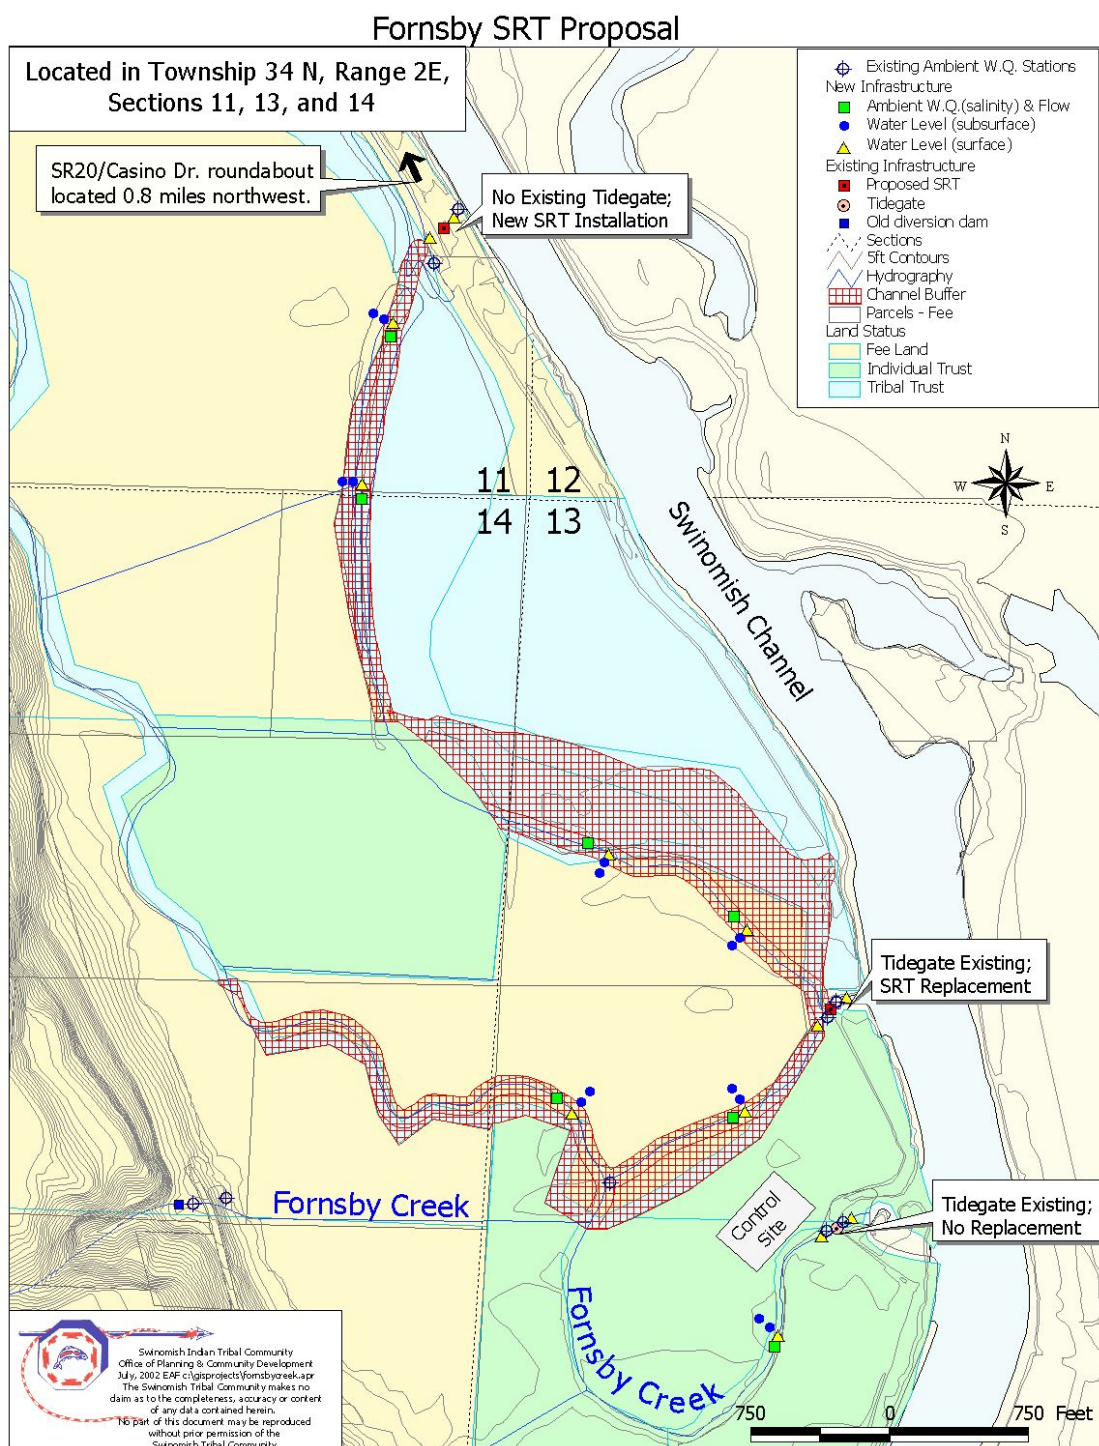 Fornsby SRT Proposal
Located in Township 34 N, Range 2E,
Sections 11, 13, and 14
SR20/Casino Dr. roundabout
located 0.8 miles northwest.
No Existing Tidegate;
New SRT Installation
Existing Ambient W.Q. Stations
New Infrastructure
Ambient W.Q.(salinity) & Flow
Water Level (subsurface)
Water Level (surface)
Existing Infrastructure
Proposed SRT
Tidegate
Old diversion dam
Sections
5ft Contours
Hydrography
Channel Buffer
Parcels - Fee
Land Status
Fee Land
Individual Trust
Tribal Trust
N
W E
S
11 12
14 13
Swinomish Channel
Tidegate Existing;
SRT Replacement
Tidegate Existing;
No Replacement
Control
Site
Fornsby Creek
Fornsby Creek
750 0 750 Feet
Swinomish Indian Tribal Community
Office of Planning & Community Development
July, 2002 EAF c:\gisprojects\fornsbycreek.apr
The Swinomish Tribal Community makes no
claim as to the completeness, accuracy or content
of any data contained herein.
No part of this document may be reproduced
without prior permission of the
Swinomish Tribal Community